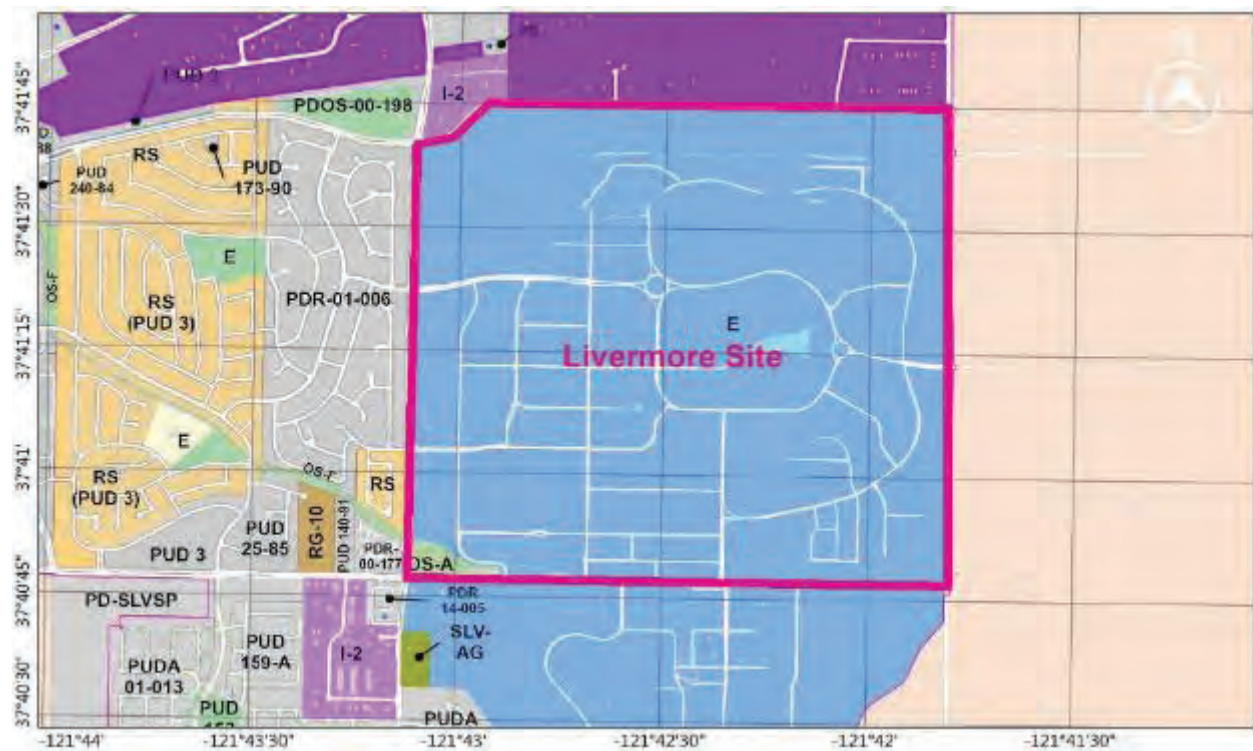 37°41'45"
37°41'30"
37°41'15"
37°41'
37°40'45"
37°40'30"
PDOS-00-198
I-2
RS
PUD
173-90
PUD
240-84
E
OS-F
RS
(PUD 3)
PDR-01-006
E
Livermore Site
E
RS
(PUD 3)
OS-F
RS
PUD 3
PUD
25-85
RG-10
PUD 140-91
PDR-
00-177
OS-A
PD-SLVSP
PDR
14-005
SLV-
AG
PUD
159-A
I-2
PUDA
01-013
PUD
PUDA
-121°44'
-121°43'30"
-121°43'
-121°42'30"
-121°42'
-121°41'30"